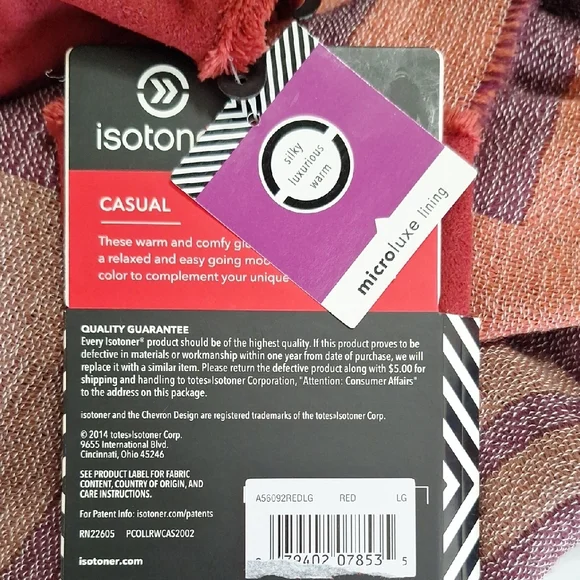 isotoner
silky
luxurious
warm
microluxe lining
CASUAL
These warm and comfy
a relaxed and easy going
color to complement your unique
QUALITY GUARANTEE
Every Isotoner® product should be of the highest quality. If this product proves to be
defective in materials or workmanship within one year from date of purchase, we will
replace it with a similar item. Please return the defective product along with $5.00 for
shipping and handling to totes»Isotoner Corporation, "Attention: Consumer Affairs"
to the address on this package.
isotoner and the Chevron Design are registered trademarks of the totes»Isotoner Corp.
© 2014 totes»Isotoner Corp.
9655 International Blvd.
Cincinnati, Ohio 45246
SEE PRODUCT LABEL FOR FABRIC
CONTENT, COUNTRY OF ORIGIN, AND
CARE INSTRUCTIONS.
For Patent Info: isotoner.com/patents
RN22605 PCOLLRWCAS2002
isotoner.com
A56092REDLG RED LG
79402 07853 5